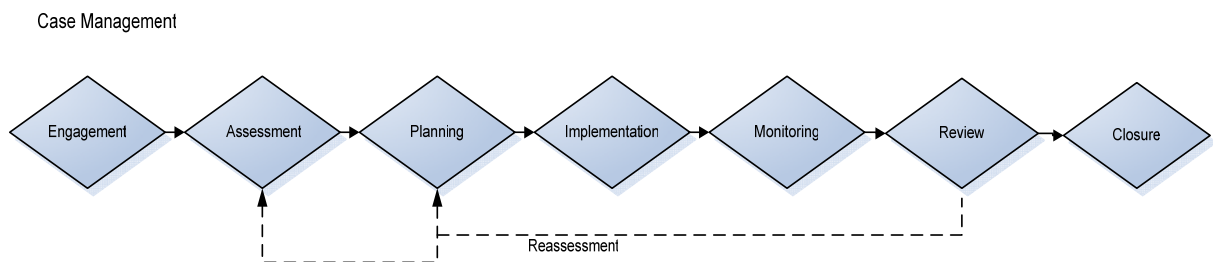 Case Management
Engagement
Assessment
Planning
Implementation
Monitoring
Review
Closure
Reassessment